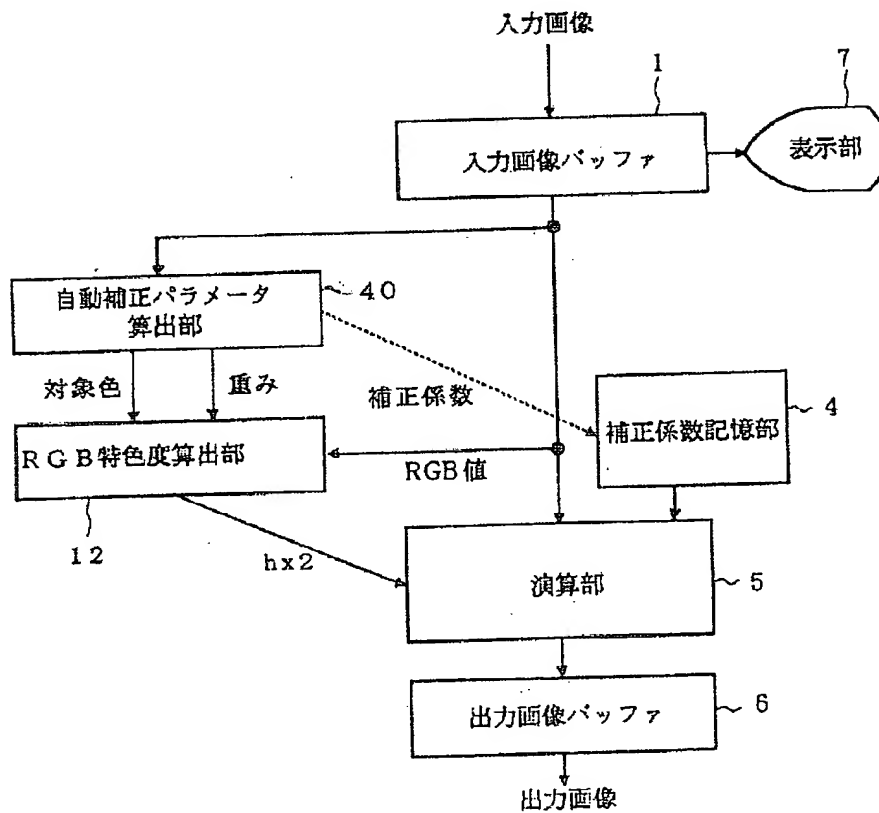 入力画像
1
7
入力画像バッファ
表示部
自動補正パラメータ
算出部
40
対象色
重み
補正係数
補正係数記憶部
4
RGB特色度算出部
RGB値
12
hx2
演算部
5
出力画像バッファ
6
出力画像